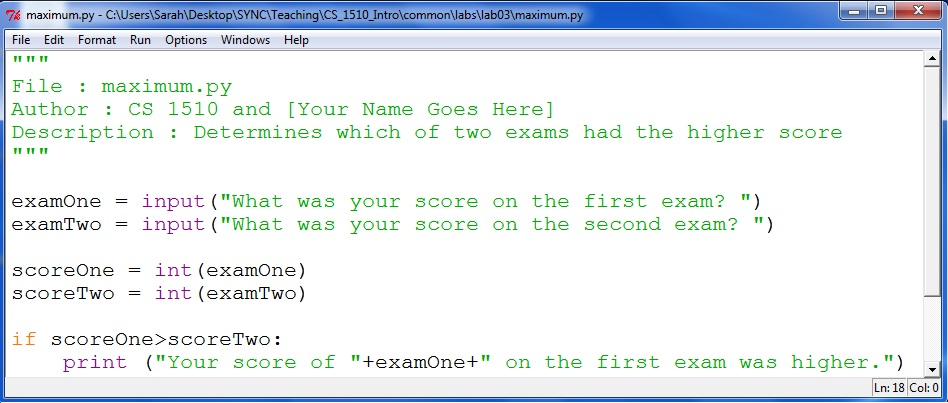 maximum.py - C:\Users\Sarah\Desktop\SYNC\Teaching\CS_1510_Intro\common\labs\lab03\maximum.py
File Edit Format Run Options Windows Help
"""
File : maximum.py
Author : CS 1510 and [Your Name Goes Here]
Description : Determines which of two exams had the higher score
"""
examOne = input("What was your score on the first exam? ")
examTwo = input("What was your score on the second exam? ")
scoreOne = int(examOne)
scoreTwo = int(examTwo)
if scoreOne>scoreTwo:
    print ("Your score of "+examOne+" on the first exam was higher.")
Ln: 18 Col: 0